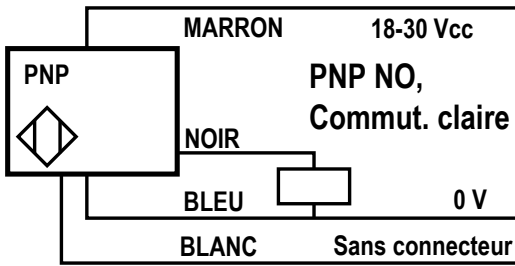 MARRON 18-30 Vcc
PNP
PNP NO,
Commut. claire
NOIR
BLEU 0 V
BLANC Sans connecteur